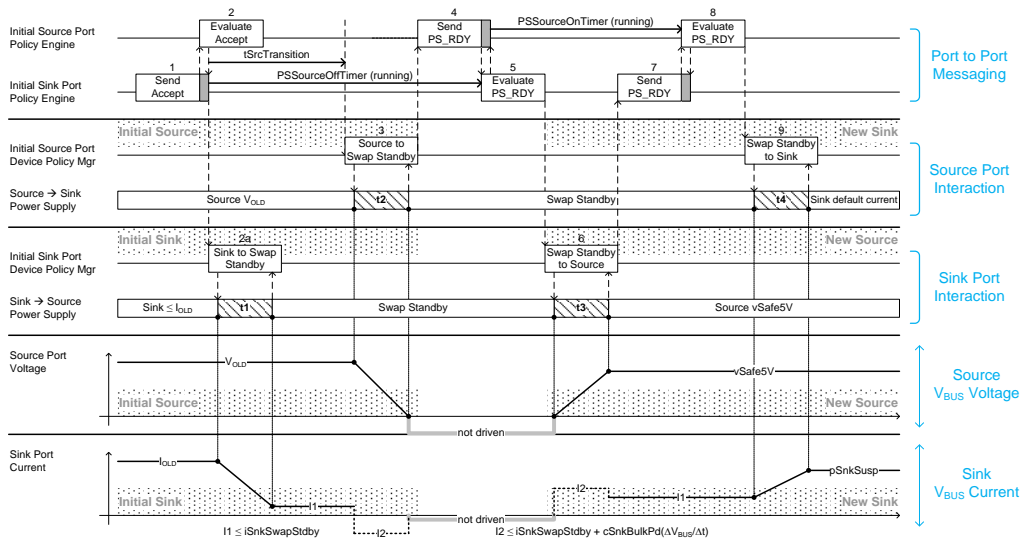 2
4
8
Initial Source Port
Policy Engine
Evaluate
Accept
Send
PS_RDY
PSSourceOnTimer (running)
Evaluate
PS_RDY
tSrcTransition
Port to Port
Messaging
1
PSSourceOffTimer (running)
5
7
Initial Sink Port
Policy Engine
Send
Accept
Evaluate
PS_RDY
Send
PS_RDY
Initial Source
3
9
New Sink
Initial Source Port
Device Policy Mgr
Source to
Swap Standby
Swap Standby
to Sink
Source Port
Interaction
Source → Sink
Power Supply
Source VOLD
t2
Swap Standby
t4
Sink default current
Initial Sink
2a
6
New Source
Initial Sink Port
Device Policy Mgr
Sink to Swap
Standby
Swap Standby
to Source
Sink Port
Interaction
Sink → Source
Power Supply
Sink ≤ IOLD
t1
Swap Standby
t3
Source vSafe5V
Source Port
Voltage
VOLD
vSafe5V
Source
VBUS Voltage
Initial Source
New Source
not driven
Sink Port
Current
IOLD
pSnkSusp
Sink
VBUS Current
Initial Sink
I1
I2
I1
New Sink
not driven
I2
I1 ≤ iSnkSwapStdby
I2 ≤ iSnkSwapStdby + cSnkBulkPd(ΔVBUS/Δt)